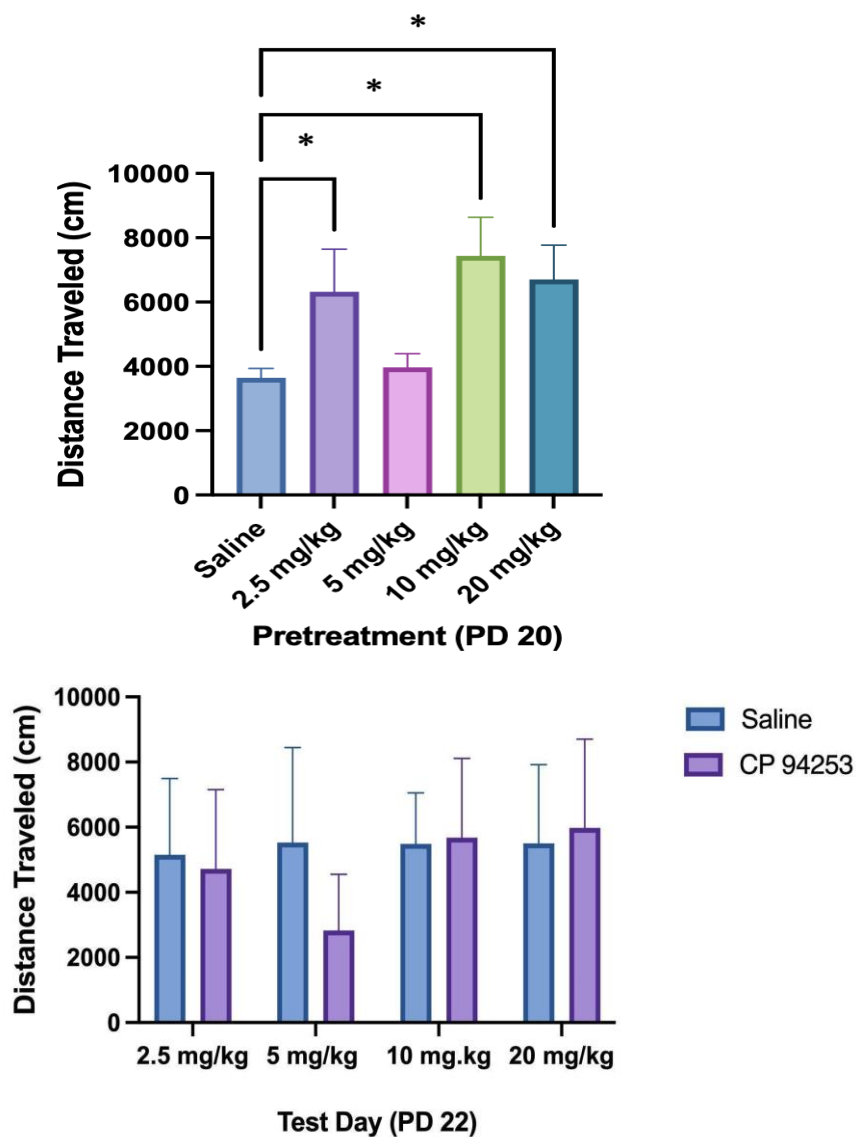 *
*
*
10000
8000
6000
4000
2000
0
Distance Traveled (cm)
Saline
2.5 mg/kg
5 mg/kg
10 mg/kg
20 mg/kg
Pretreatment (PD 20)
10000
8000
6000
4000
2000
0
Distance Traveled (cm)
2.5 mg/kg
5 mg/kg
10 mg.kg
20 mg/kg
Test Day (PD 22)
Saline
CP 94253